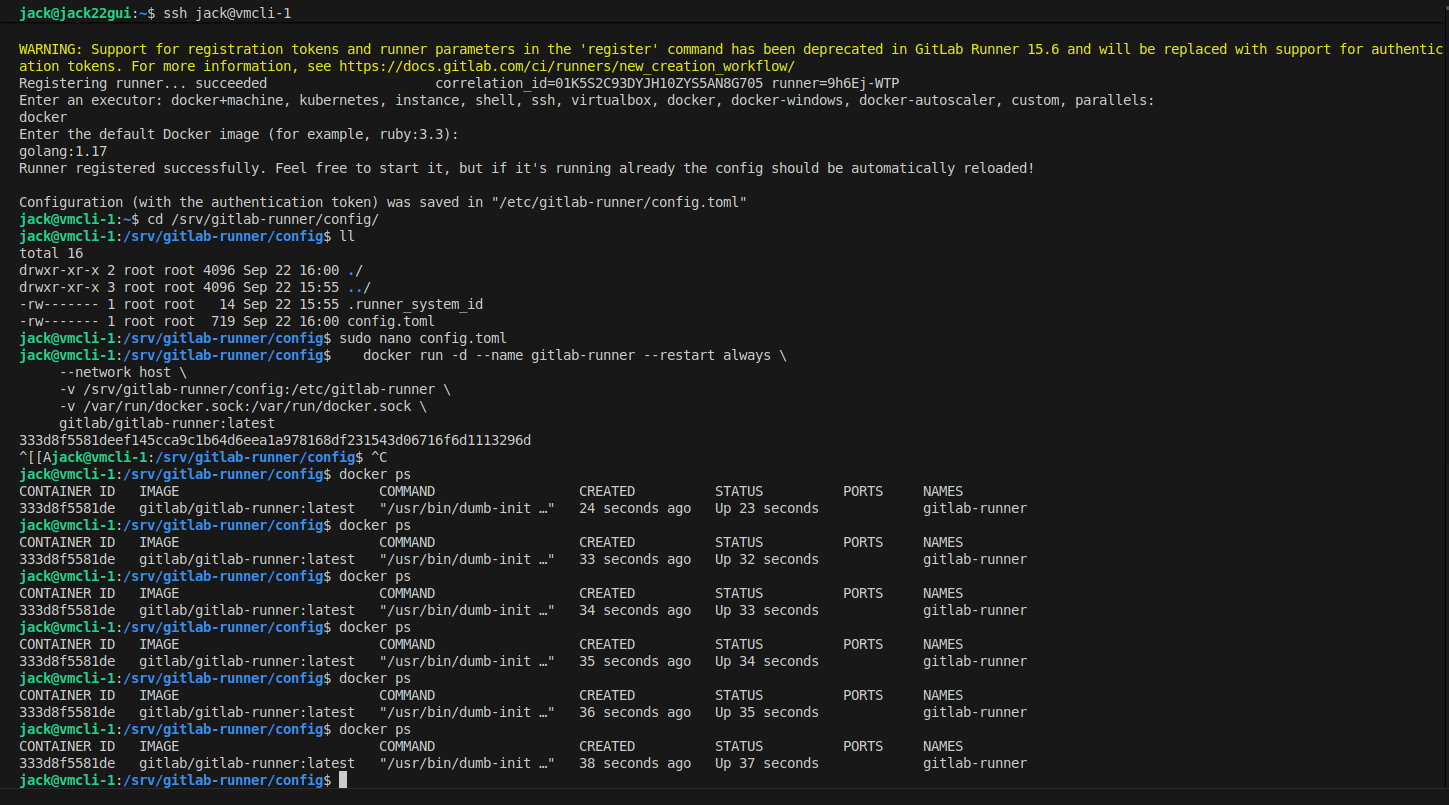 jack@jack22gui:~$ ssh jack@vmcli-1
WARNING: Support for registration tokens and runner parameters in the 'register' command has been deprecated in GitLab Runner 15.6 and will be replaced with support for authentic
ation tokens. For more information, see https://docs.gitlab.com/ci/runners/new_creation_workflow/
Registering runner... succeeded                     correlation_id=01K5S2C93DYJH10ZYS5AN8G705 runner=9h6Ej-WTP
Enter an executor: docker+machine, kubernetes, instance, shell, ssh, virtualbox, docker, docker-windows, docker-autoscaler, custom, parallels:
docker
Enter the default Docker image (for example, ruby:3.3):
golang:1.17
Runner registered successfully. Feel free to start it, but if it's running already the config should be automatically reloaded!
Configuration (with the authentication token) was saved in "/etc/gitlab-runner/config.toml"
jack@vmcli-1:~$ cd /srv/gitlab-runner/config/
jack@vmcli-1:/srv/gitlab-runner/config$ ll
total 16
drwxr-xr-x 2 root root 4096 Sep 22 16:00 ./
drwxr-xr-x 3 root root 4096 Sep 22 15:55 ../
-rw------- 1 root root   14 Sep 22 15:55 .runner_system_id
-rw------- 1 root root  719 Sep 22 16:00 config.toml
jack@vmcli-1:/srv/gitlab-runner/config$ sudo nano config.toml
jack@vmcli-1:/srv/gitlab-runner/config$    docker run -d --name gitlab-runner --restart always \
     --network host \
     -v /srv/gitlab-runner/config:/etc/gitlab-runner \
     -v /var/run/docker.sock:/var/run/docker.sock \
     gitlab/gitlab-runner:latest
333d8f5581deef145cca9c1b64d6eea1a978168df231543d06716f6d1113296d
^[[Ajack@vmcli-1:/srv/gitlab-runner/config$ ^C
jack@vmcli-1:/srv/gitlab-runner/config$ docker ps
CONTAINER ID   IMAGE                         COMMAND                  CREATED          STATUS          PORTS     NAMES
333d8f5581de   gitlab/gitlab-runner:latest   "/usr/bin/dumb-init …"   24 seconds ago   Up 23 seconds             gitlab-runner
jack@vmcli-1:/srv/gitlab-runner/config$ docker ps
CONTAINER ID   IMAGE                         COMMAND                  CREATED          STATUS          PORTS     NAMES
333d8f5581de   gitlab/gitlab-runner:latest   "/usr/bin/dumb-init …"   33 seconds ago   Up 32 seconds             gitlab-runner
jack@vmcli-1:/srv/gitlab-runner/config$ docker ps
CONTAINER ID   IMAGE                         COMMAND                  CREATED          STATUS          PORTS     NAMES
333d8f5581de   gitlab/gitlab-runner:latest   "/usr/bin/dumb-init …"   34 seconds ago   Up 33 seconds             gitlab-runner
jack@vmcli-1:/srv/gitlab-runner/config$ docker ps
CONTAINER ID   IMAGE                         COMMAND                  CREATED          STATUS          PORTS     NAMES
333d8f5581de   gitlab/gitlab-runner:latest   "/usr/bin/dumb-init …"   35 seconds ago   Up 34 seconds             gitlab-runner
jack@vmcli-1:/srv/gitlab-runner/config$ docker ps
CONTAINER ID   IMAGE                         COMMAND                  CREATED          STATUS          PORTS     NAMES
333d8f5581de   gitlab/gitlab-runner:latest   "/usr/bin/dumb-init …"   36 seconds ago   Up 35 seconds             gitlab-runner
jack@vmcli-1:/srv/gitlab-runner/config$ docker ps
CONTAINER ID   IMAGE                         COMMAND                  CREATED          STATUS          PORTS     NAMES
333d8f5581de   gitlab/gitlab-runner:latest   "/usr/bin/dumb-init …"   38 seconds ago   Up 37 seconds             gitlab-runner
jack@vmcli-1:/srv/gitlab-runner/config$